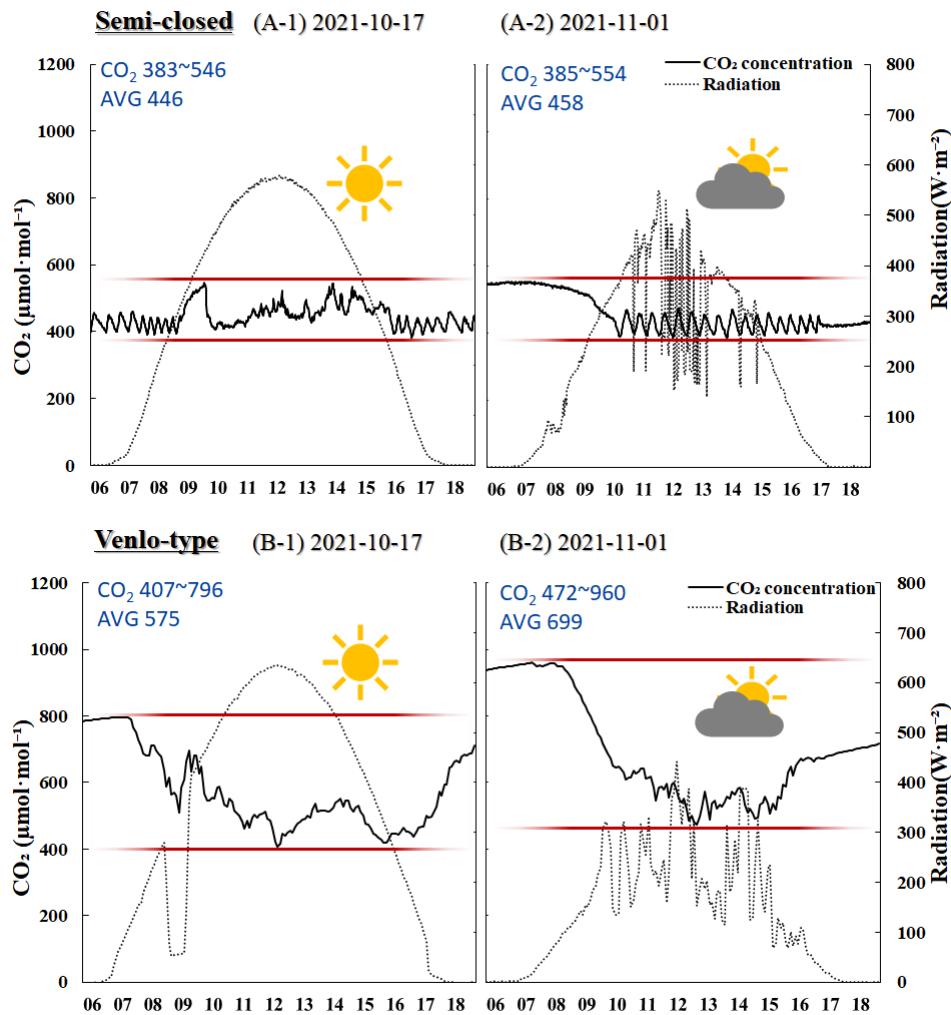 Semi-closed (A-1) 2021-10-17 (A-2) 2021-11-01
CO₂ 383~546
AVG 446
CO₂ 385~554
AVG 458
CO₂ concentration
Radiation
CO₂ (μmol·mol⁻¹)
1200
1000
800
600
400
200
0
06 07 08 09 10 11 12 13 14 15 16 17 18
06 07 08 09 10 11 12 13 14 15 16 17 18
800
700
600
500
400
300
200
100
Radiation(W·m⁻²)
Venlo-type (B-1) 2021-10-17 (B-2) 2021-11-01
CO₂ 407~796
AVG 575
CO₂ 472~960
AVG 699
CO₂ concentration
Radiation
CO₂ (μmol·mol⁻¹)
1200
1000
800
600
400
200
0
06 07 08 09 10 11 12 13 14 15 16 17 18
06 07 08 09 10 11 12 13 14 15 16 17 18
800
700
600
500
400
300
200
100
0
Radiation(W·m⁻²)